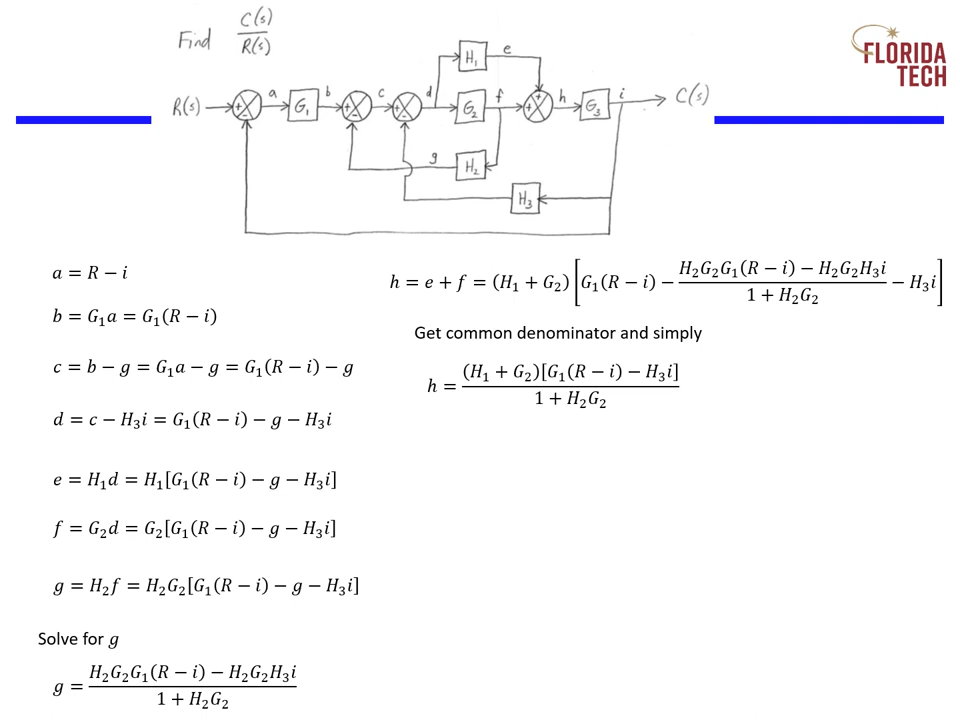 Find C(s)/R(s)
FLORIDA
TECH
H₁ e
R(s) + − a G₁ b + − c + − d G₂ f + + h G₃ i C(s)
g H₂
H₃
a = R − i
b = G₁a = G₁(R − i)
c = b − g = G₁a − g = G₁(R − i) − g
d = c − H₃i = G₁(R − i) − g − H₃i
e = H₁d = H₁[G₁(R − i) − g − H₃i]
f = G₂d = G₂[G₁(R − i) − g − H₃i]
g = H₂f = H₂G₂[G₁(R − i) − g − H₃i]
Solve for g
g = (H₂G₂G₁(R − i) − H₂G₂H₃i)/(1 + H₂G₂)
h = e + f = (H₁ + G₂)[G₁(R − i) − (H₂G₂G₁(R − i) − H₂G₂H₃i)/(1 + H₂G₂) − H₃i]
Get common denominator and simply
h = ((H₁ + G₂)[G₁(R − i) − H₃i])/(1 + H₂G₂)